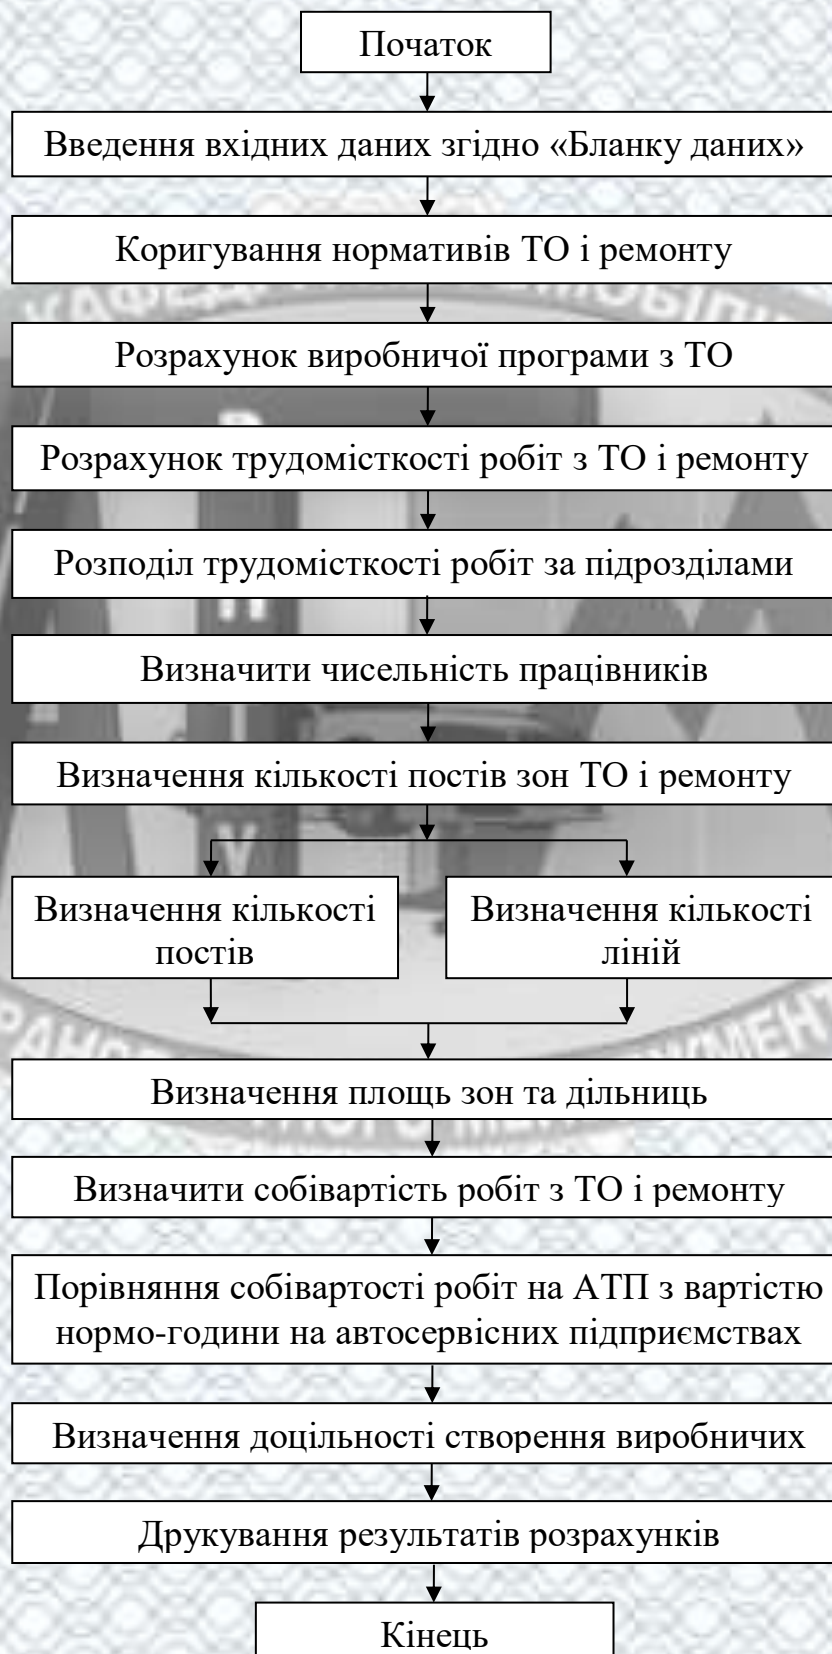 Початок
Введення вхідних даних згідно «Бланку даних»
Коригування нормативів ТО і ремонту
Розрахунок виробничої програми з ТО
Розрахунок трудомісткості робіт з ТО і ремонту
Розподіл трудомісткості робіт за підрозділами
Визначити чисельність працівників
Визначення кількості постів зон ТО і ремонту
Визначення кількості
постів
Визначення кількості
ліній
Визначення площь зон та дільниць
Визначити собівартість робіт з ТО і ремонту
Порівняння собівартості робіт на АТП з вартістю
нормо-години на автосервісних підприємствах
Визначення доцільності створення виробничих
Друкування результатів розрахунків
Кінець